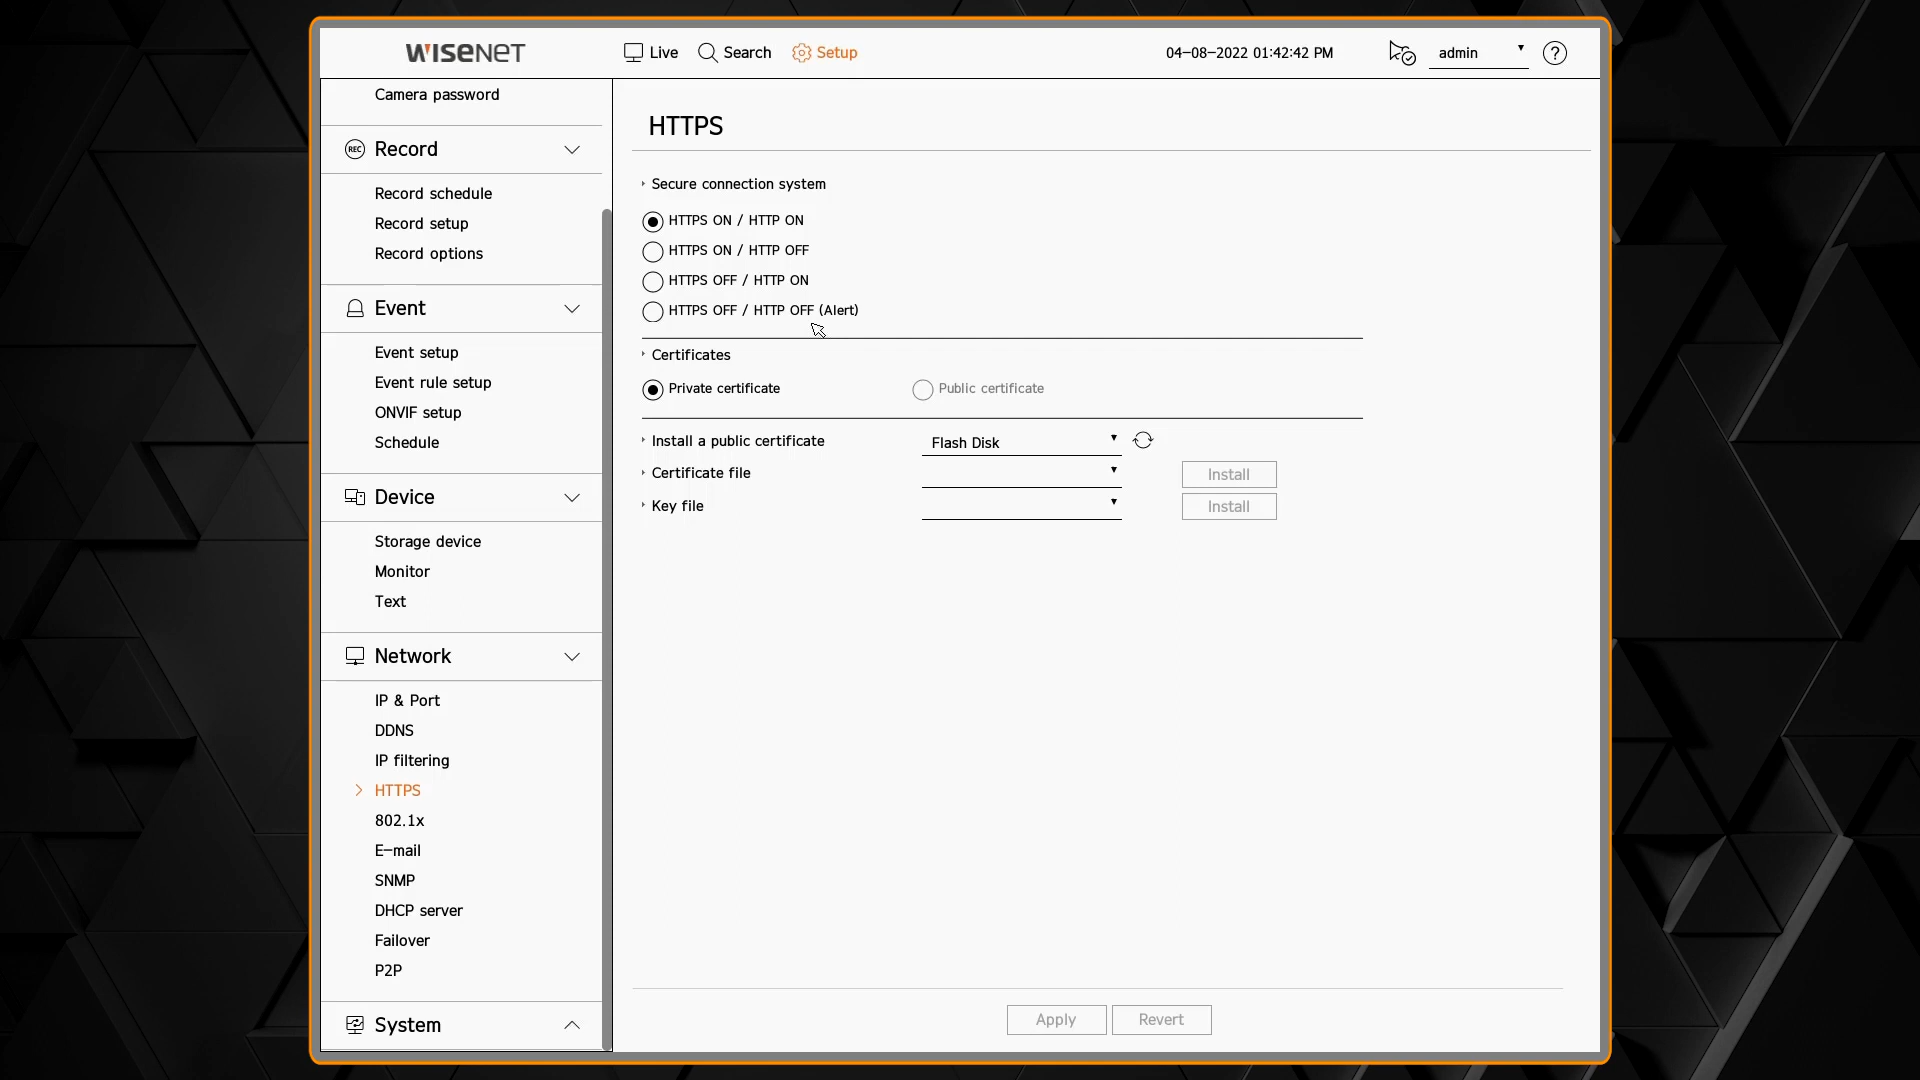 WISENET
Live
Search
Setup
04-08-2022 01:42:42 PM
admin
?
Camera password
REC Record
Record schedule
Record setup
Record options
Event
Event setup
Event rule setup
ONVIF setup
Schedule
Device
Storage device
Monitor
Text
Network
IP & Port
DDNS
IP filtering
HTTPS
802.1x
E-mail
SNMP
DHCP server
Failover
P2P
System
HTTPS
Secure connection system
HTTPS ON / HTTP ON
HTTPS ON / HTTP OFF
HTTPS OFF / HTTP ON
HTTPS OFF / HTTP OFF (Alert)
Certificates
Private certificate
Public certificate
Install a public certificate
Flash Disk
Certificate file
Install
Key file
Install
Apply
Revert